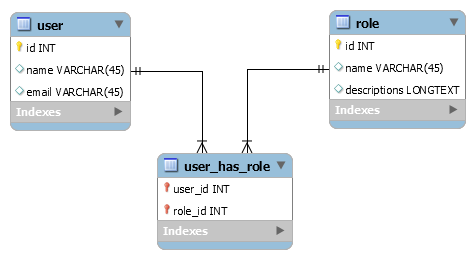 user
id INT
name VARCHAR(45)
email VARCHAR(45)
Indexes
role
id INT
name VARCHAR(45)
descriptions LONGTEXT
Indexes
user_has_role
user_id INT
role_id INT
Indexes